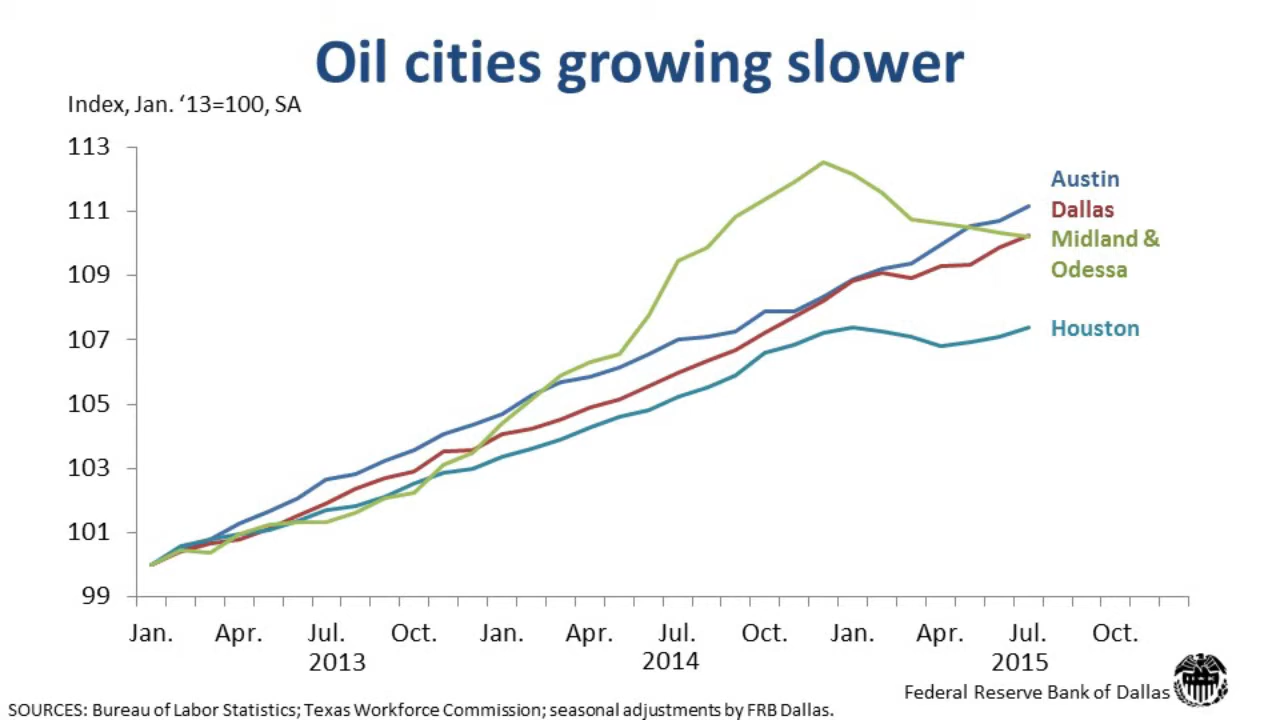 Oil cities growing slower
Index, Jan. ‘13=100, SA
113
111
109
107
105
103
101
99
Austin
Dallas
Midland &
Odessa
Houston
Jan. Apr. Jul. Oct. Jan. Apr. Jul. Oct. Jan. Apr. Jul. Oct.
2013 2014 2015
Federal Reserve Bank of Dallas
SOURCES: Bureau of Labor Statistics; Texas Workforce Commission; seasonal adjustments by FRB Dallas.